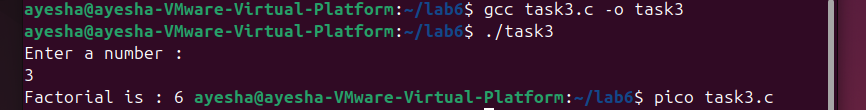 ayesha@ayesha-VMware-Virtual-Platform:~/lab6$ gcc task3.c -o task3
ayesha@ayesha-VMware-Virtual-Platform:~/lab6$ ./task3
Enter a number :
3
Factorial is : 6 ayesha@ayesha-VMware-Virtual-Platform:~/lab6$ pico task3.c